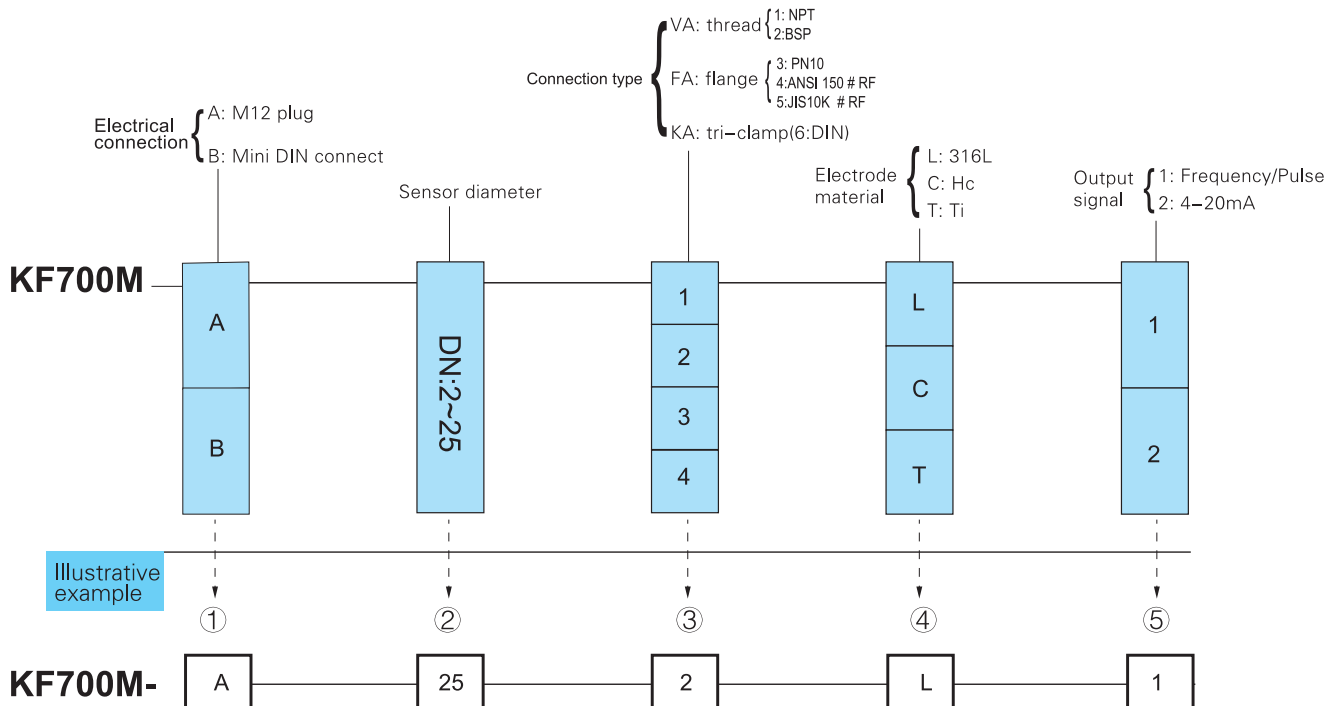 VA: thread
1: NPT
2:BSP
Connection type
FA: flange
3: PN10
4:ANSI 150 # RF
5:JIS10K # RF
KA: tri-clamp(6:DIN)
Electrical
connection
A: M12 plug
B: Mini DIN connect
Sensor diameter
Electrode
material
L: 316L
C: Hc
T: Ti
Output
signal
1: Frequency/Pulse
2: 4-20mA
KF700M
A
B
DN:2~25
1
2
3
4
L
C
T
1
2
Illustrative
example
① ② ③ ④ ⑤
KF700M- A 25 2 L 1